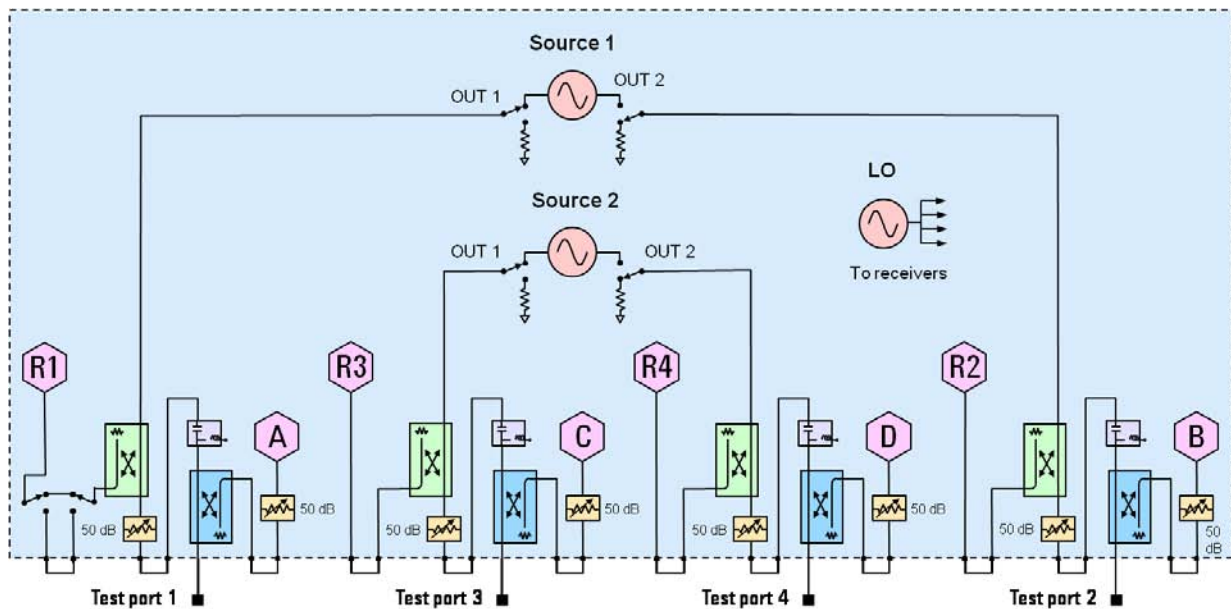 Source 1
OUT 1
OUT 2
LO
Source 2
OUT 1
OUT 2
To receivers
R1
R3
R4
R2
A
C
D
B
50 dB
50 dB
50 dB
50 dB
50 dB
50 dB
50 dB
50
dB
Test port 1
Test port 3
Test port 4
Test port 2